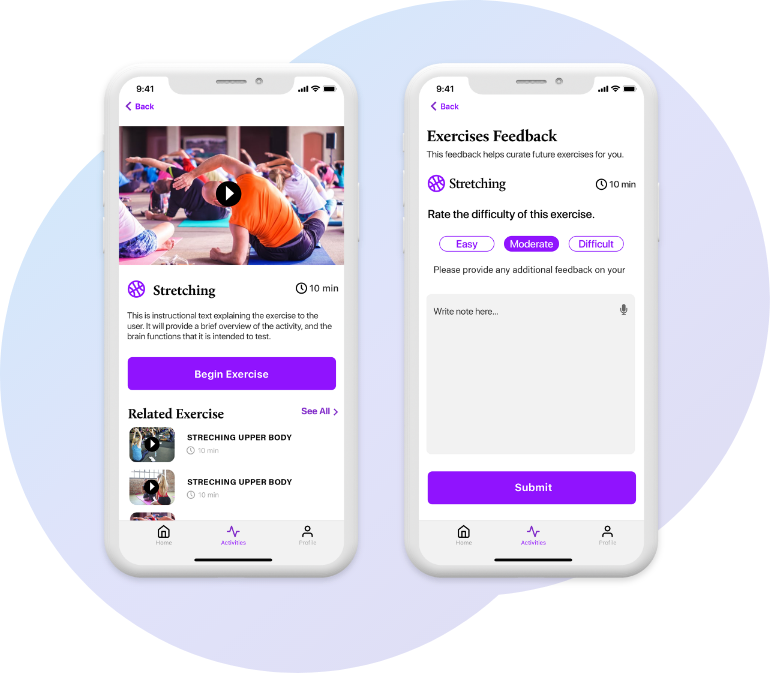 9:41
Back
Stretching
10 min
This is instructional text explaining the exercise to the
user. It will provide a brief overview of the activity, and the
brain functions that it is intended to test.
Begin Exercise
Related Exercise
See All
STRECHING UPPER BODY
10 min
STRECHING UPPER BODY
10 min
Home
Activities
Profile
9:41
Back
Exercises Feedback
This feedback helps curate future exercises for you.
Stretching
10 min
Rate the difficulty of this exercise.
Easy
Moderate
Difficult
Please provide any additional feedback on your
Write note here...
Submit
Home
Activities
Profile